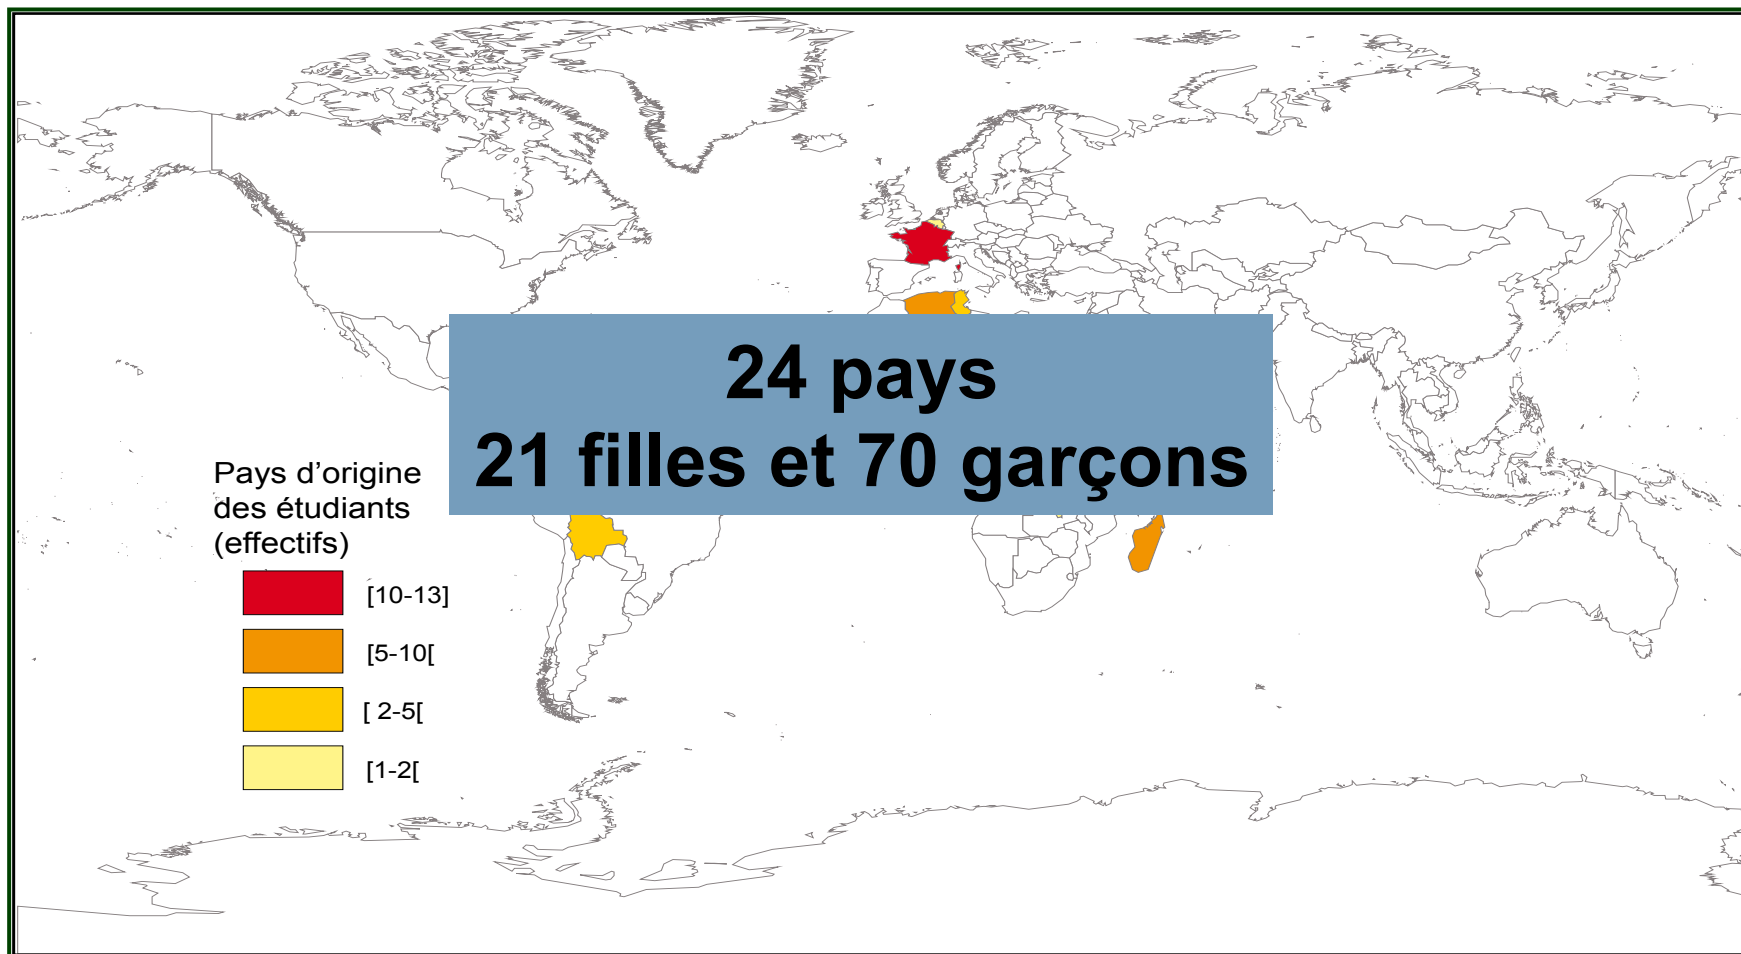 24 pays
21 filles et 70 garçons
Pays d’origine
des étudiants
(effectifs)
[10-13]
[5-10[
[ 2-5[
[1-2[